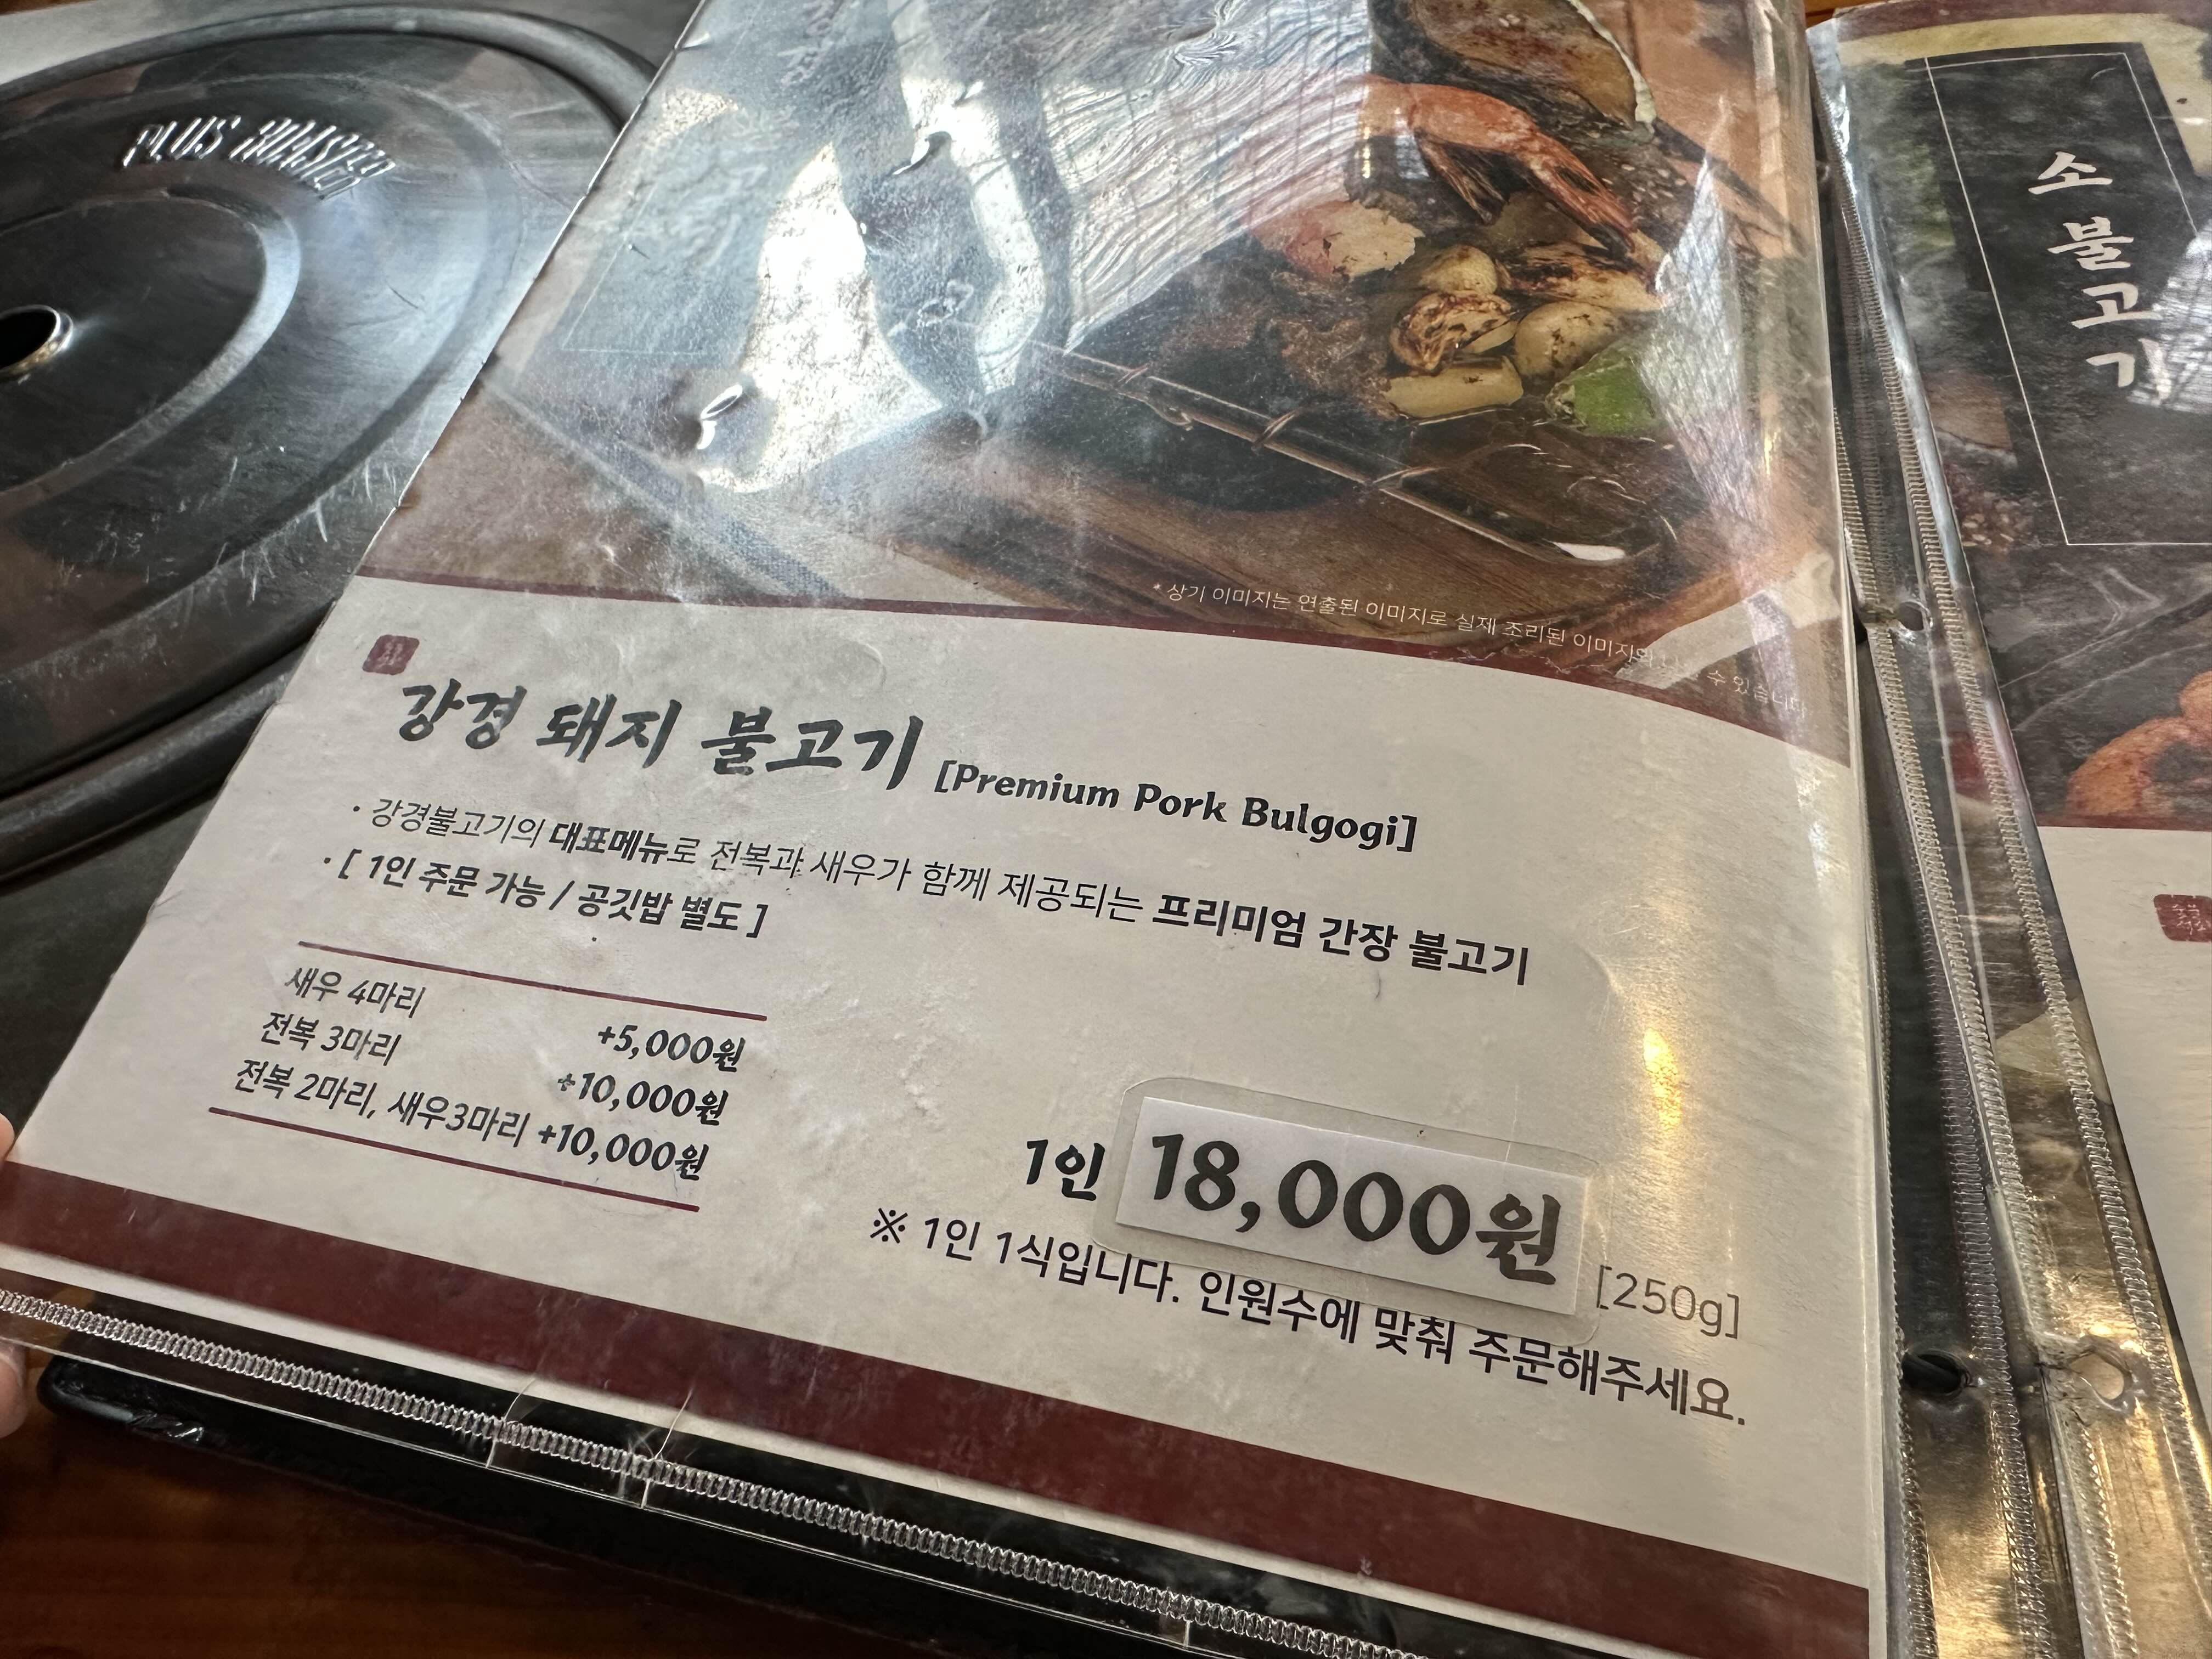 PLUS ROASTER
* 상기 이미지는 연출된 이미지로 실제 조리된 이미지와
수 있습니다
강경 돼지 불고기 [Premium Pork Bulgogi]
· 강경불고기의 대표메뉴로 전복과 새우가 함께 제공되는 프리미엄 간장 불고기
· [ 1인 주문 가능 / 공깃밥 별도 ]
새우 4마리 +5,000원
전복 3마리 +10,000원
전복 2마리, 새우3마리 +10,000원
1인 18,000원 [250g]
※ 1인 1식입니다. 인원수에 맞춰 주문해주세요.
소불고기